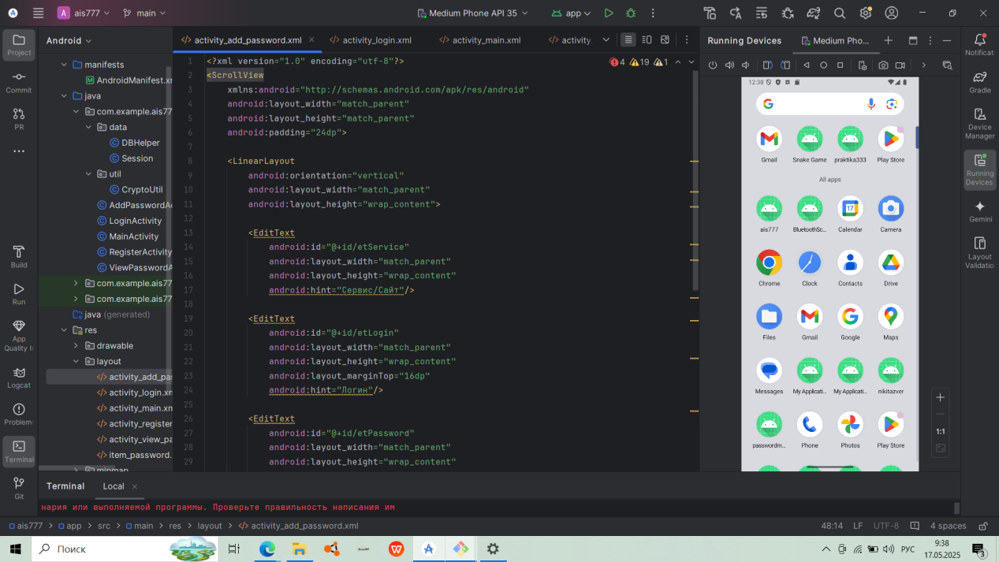 ais777
main
Medium Phone API 35
app
Android
activity_add_password.xml
activity_login.xml
activity_main.xml
activity
Running Devices
Medium Pho...
Project
Commit
PR
Build
Run
App
Quality I:
Logcat
Problem:
Terminal
Git
manifests
AndroidManifest.xr
java
com.example.ais77
data
DBHelper
Session
util
CryptoUtil
AddPasswordAc
LoginActivity
MainActivity
RegisterActivity
ViewPasswordA
com.example.ais77
com.example.ais77
java (generated)
res
drawable
layout
activity_add_pas
activity_login.xn
activity_main.xn
activity_register
activity_view_pa
item_password.
mipmap
4 19 1
1 <?xml version="1.0" encoding="utf-8"?>
2 <ScrollView
3 xmlns:android="http://schemas.android.com/apk/res/android"
4 android:layout_width="match_parent"
5 android:layout_height="match_parent"
6 android:padding="24dp">
7
8 <LinearLayout
9 android:orientation="vertical"
10 android:layout_width="match_parent"
11 android:layout_height="wrap_content">
12
13 <EditText
14 android:id="@+id/etService"
15 android:layout_width="match_parent"
16 android:layout_height="wrap_content"
17 android:hint="Сервис/Сайт"/>
18
19 <EditText
20 android:id="@+id/etLogin"
21 android:layout_width="match_parent"
22 android:layout_height="wrap_content"
23 android:layout_marginTop="16dp"
24 android:hint="Логин"/>
25
26 <EditText
27 android:id="@+id/etPassword"
28 android:layout_width="match_parent"
29 android:layout_height="wrap_content"
12:38
Gmail Snake Game praktika333 Play Store
All apps
ais777 BluetoothSc... Calendar Camera
Chrome Clock Contacts Drive
Files Gmail Google Maps
Messages My Applicati... My Applicati... nikitazver
passwordm... Phone Photos Play Store
1:1
Notificat
Gradle
Device
Manager
Running
Devices
Gemini
Layout
Validatio
Terminal
Local
нария или выполняемой программы. Проверьте правильность написания им
ais777 > app > src > main > res > layout > activity_add_password.xml
48:14 LF UTF-8 4 spaces
Поиск
РУС
9:38
17.05.2025
3